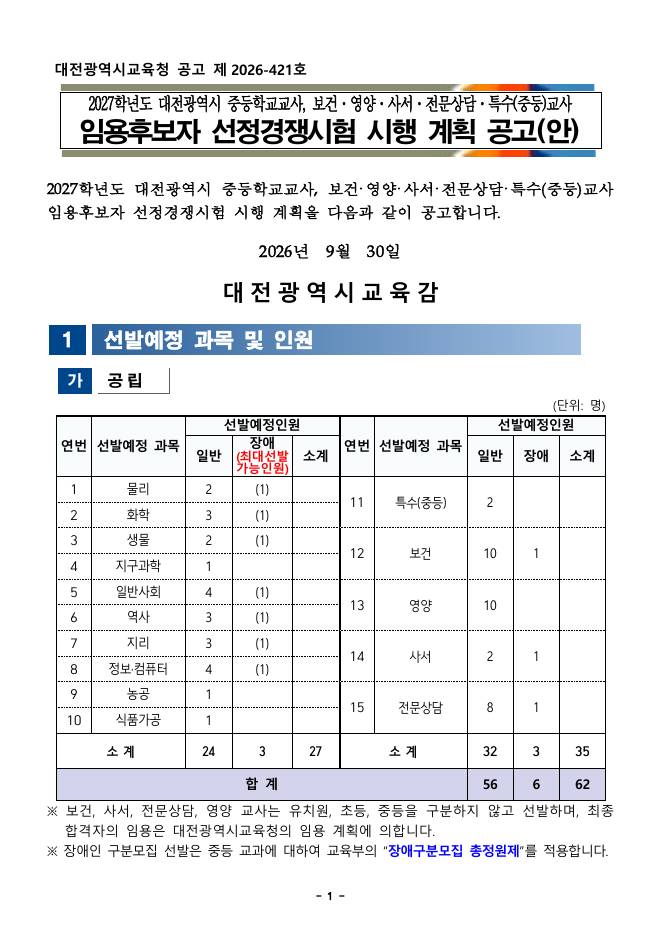 대전광역시교육청 공고 제 2026-421호
2027학년도 대전광역시 중등학교교사, 보건·영양·사서·전문상담·특수(중등)교사
임용후보자 선정경쟁시험 시행 계획 공고(안)
2027학년도 대전광역시 중등학교교사, 보건·영양·사서·전문상담·특수(중등)교사
임용후보자 선정경쟁시험 시행 계획을 다음과 같이 공고합니다.
2026년 9월 30일
대전광역시교육감
1 선발예정 과목 및 인원
가 공립
(단위: 명)
연번 선발예정 과목 선발예정인원 연번 선발예정 과목 선발예정인원
일반 장애 (최대선발 가능인원) 소계 일반 장애 소계
1 물리 2 (1)
2 화학 3 (1)
3 생물 2 (1)
4 지구과학 1
5 일반사회 4 (1)
6 역사 3 (1)
7 지리 3 (1)
8 정보·컴퓨터 4 (1)
9 농공 1
10 식품가공 1
11 특수(중등) 2
12 보건 10 1
13 영양 10
14 사서 2 1
15 전문상담 8 1
소 계 24 3 27 소 계 32 3 35
합 계 56 6 62
※ 보건, 사서, 전문상담, 영양 교사는 유치원, 초등, 중등을 구분하지 않고 선발하며, 최종
합격자의 임용은 대전광역시교육청의 임용 계획에 의합니다.
※ 장애인 구분모집 선발은 중등 교과에 대하여 교육부의 “장애구분모집 총정원제”를 적용합니다.
- 1 -